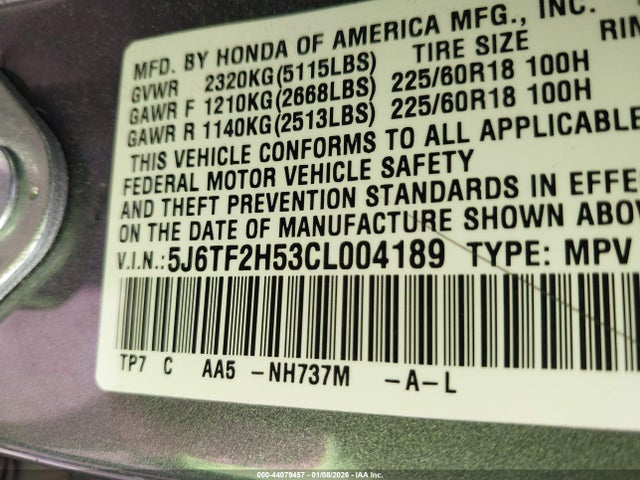 MFD. BY HONDA OF AMERICA MFG., INC.
GVWR 2320KG(5115LBS) TIRE SIZE RIM
GAWR F 1210KG(2668LBS) 225/60R18 100H
GAWR R 1140KG(2513LBS) 225/60R18 100H
THIS VEHICLE CONFORMS TO ALL APPLICABLE
FEDERAL MOTOR VEHICLE SAFETY
AND THEFT PREVENTION STANDARDS IN EFFE
ON THE DATE OF MANUFACTURE SHOWN ABOV
V.I.N.: 5J6TF2H53CL004189 TYPE: MPV
TP7 C AA5 -NH737M -A-L
000-44079457 - 01/08/2026 - IAA Inc.